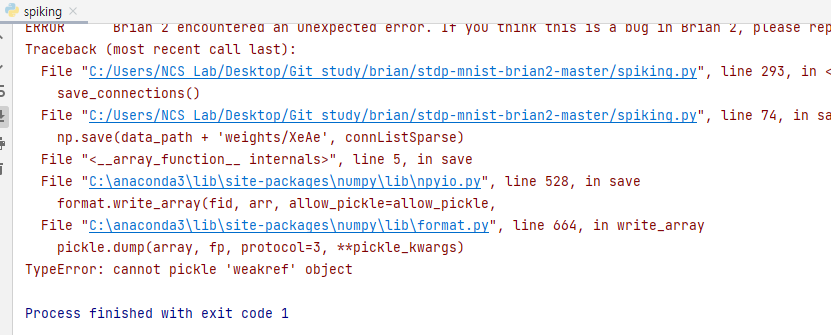 spiking
ERROR Brian 2 encountered an unexpected error. If you think this is a bug in Brian 2, please rep
Traceback (most recent call last):
File "C:/Users/NCS Lab/Desktop/Git study/brian/stdp-mnist-brian2-master/spiking.py", line 293, in <
save_connections()
File "C:/Users/NCS Lab/Desktop/Git study/brian/stdp-mnist-brian2-master/spiking.py", line 74, in sa
np.save(data_path + 'weights/XeAe', connListSparse)
File "<__array_function__ internals>", line 5, in save
File "C:\anaconda3\lib\site-packages\numpy\lib\npyio.py", line 528, in save
format.write_array(fid, arr, allow_pickle=allow_pickle,
File "C:\anaconda3\lib\site-packages\numpy\lib\format.py", line 664, in write_array
pickle.dump(array, fp, protocol=3, **pickle_kwargs)
TypeError: cannot pickle 'weakref' object
Process finished with exit code 1